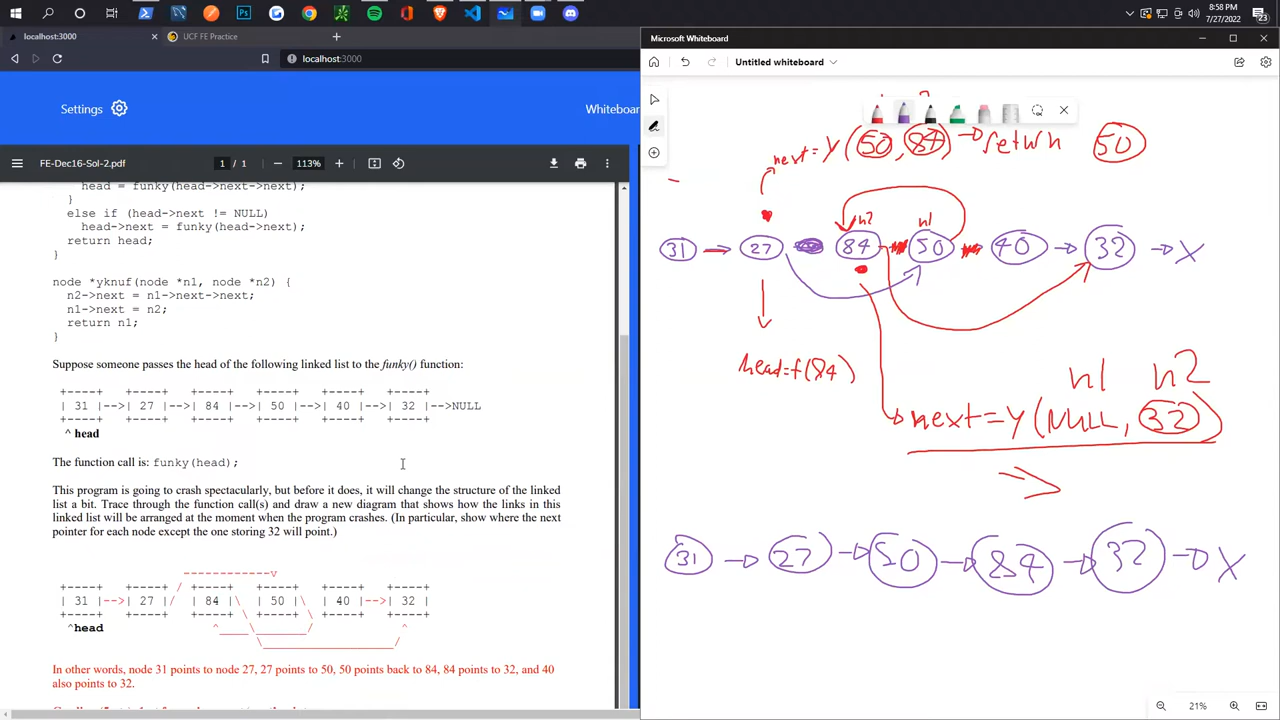 8:58 PM
7/27/2022
23
localhost:3000
UCF FE Practice
localhost:3000
Settings
Whiteboar
FE-Dec16-Sol-2.pdf
1 / 1
113%
head = funky(head->next->next);
}
else if (head->next != NULL)
head->next = funky(head->next);
return head;
}
node *yknuf(node *n1, node *n2) {
n2->next = n1->next->next;
n1->next = n2;
return n1;
}
Suppose someone passes the head of the following linked list to the funky() function:
+----+ +----+ +----+ +----+ +----+ +----+
| 31 |-->| 27 |-->| 84 |-->| 50 |-->| 40 |-->| 32 |-->NULL
+----+ +----+ +----+ +----+ +----+ +----+
^ head
The function call is: funky(head);
This program is going to crash spectacularly, but before it does, it will change the structure of the linked
list a bit. Trace through the function call(s) and draw a new diagram that shows how the links in this
linked list will be arranged at the moment when the program crashes. (In particular, show where the next
pointer for each node except the one storing 32 will point.)
------------v
+----+ +----+ / +----+ +----+ +----+ +----+
| 31 |-->| 27 |/ | 84 |\ | 50 |\ | 40 |-->| 32 |
+----+ +----+ +----+ \ +----+ \ +----+ +----+
^head ^____\_______/ ^
\___________________/
In other words, node 31 points to node 27, 27 points to 50, 50 points back to 84, 84 points to 32, and 40
also points to 32.
Microsoft Whiteboard
Untitled whiteboard
next = Y(50, 84) → return 50
n2 n1
31 → 27 84 50 40 → 32 → X
head = f(84)
n1 n2
next = Y(NULL, 32)
31 → 27 → 50 → 84 → 32 → X
21%